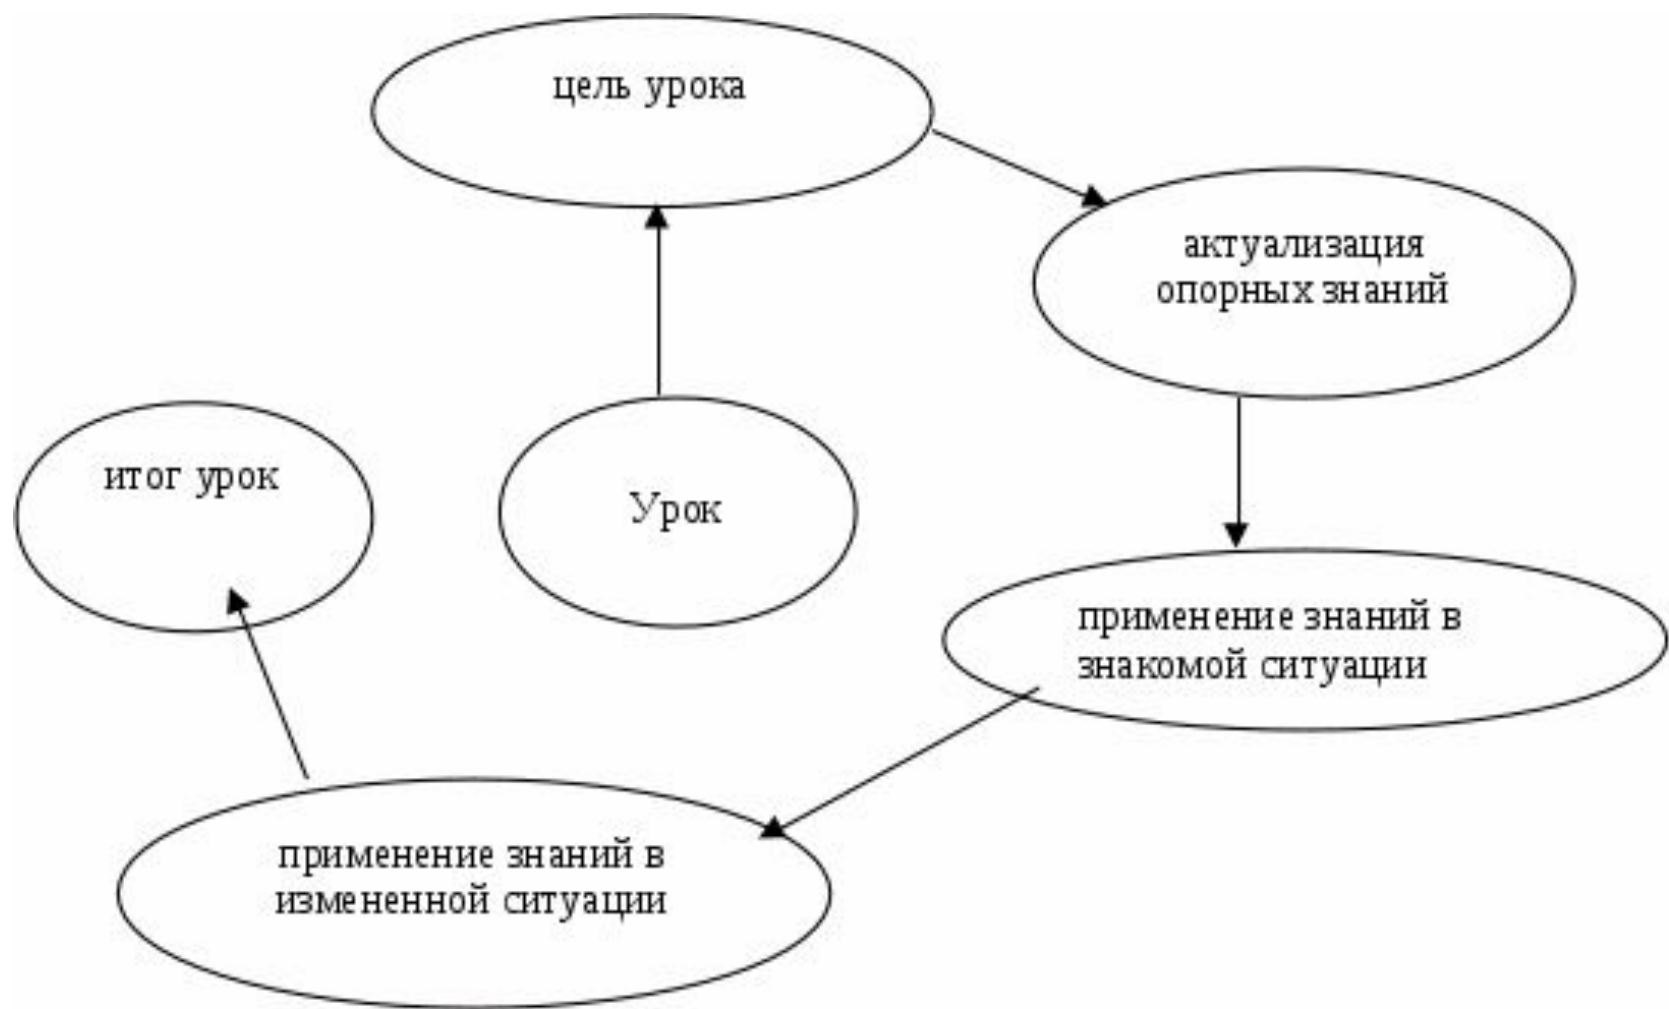 цель урока
актуализация
опорных знаний
итог урок
Урок
применение знаний в
знакомой ситуации
применение знаний в
измененной ситуации